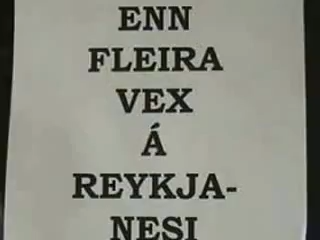 ENN
FLEIRA
VEX
Á
REYKJA-
NESI